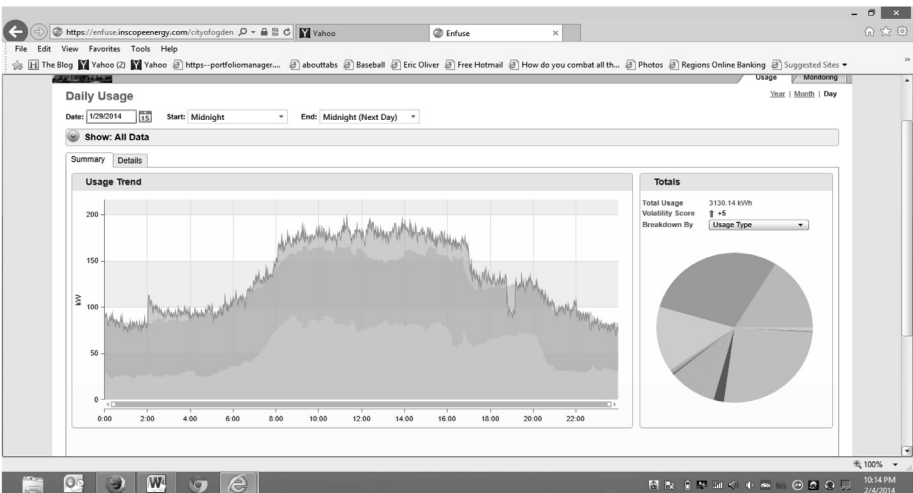 https://enfuse.inscopeenergy.com/cityofogden
Yahoo
Enfuse
File Edit View Favorites Tools Help
The Blog Yahoo (2) Yahoo https--portfoliomanager.... abouttabs Baseball Eric Oliver Free Hotmail How do you combat all th... Photos Regions Online Banking Suggested Sites
Usage Monitoring
Daily Usage
Year | Month | Day
Date: 1/29/2014 15 Start: Midnight End: Midnight (Next Day)
Show: All Data
Summary Details
Usage Trend
Totals
Total Usage 3130.14 kWh
Volatility Score +5
Breakdown By Usage Type
200
150
100
50
0
kW
0:00 2:00 4:00 6:00 8:00 10:00 12:00 14:00 16:00 18:00 20:00 22:00
100%
10:14 PM
2/4/2014